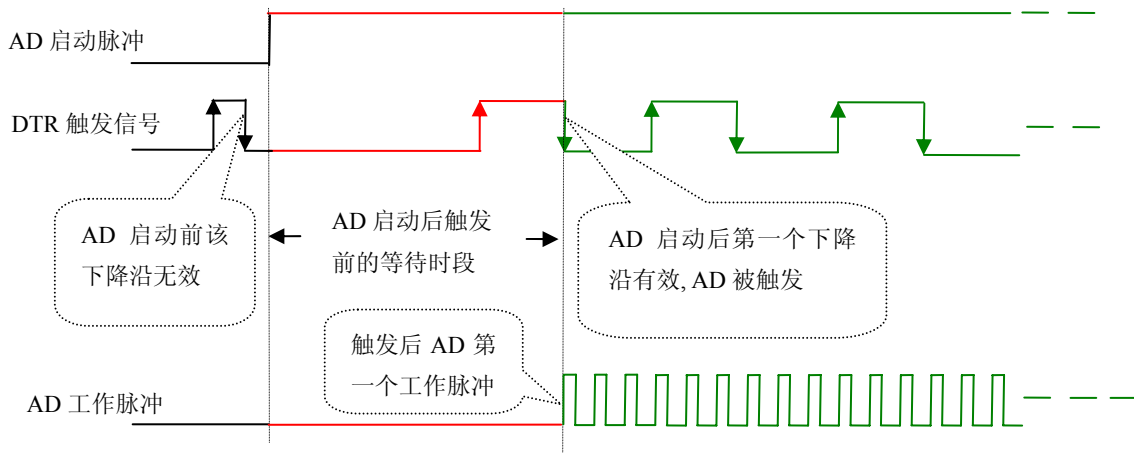 AD 启动脉冲
DTR 触发信号
AD 启动前该
下降沿无效
AD 启动后触发
前的等待时段
AD 启动后第一个下降
沿有效, AD 被触发
触发后 AD 第
一个工作脉冲
AD 工作脉冲